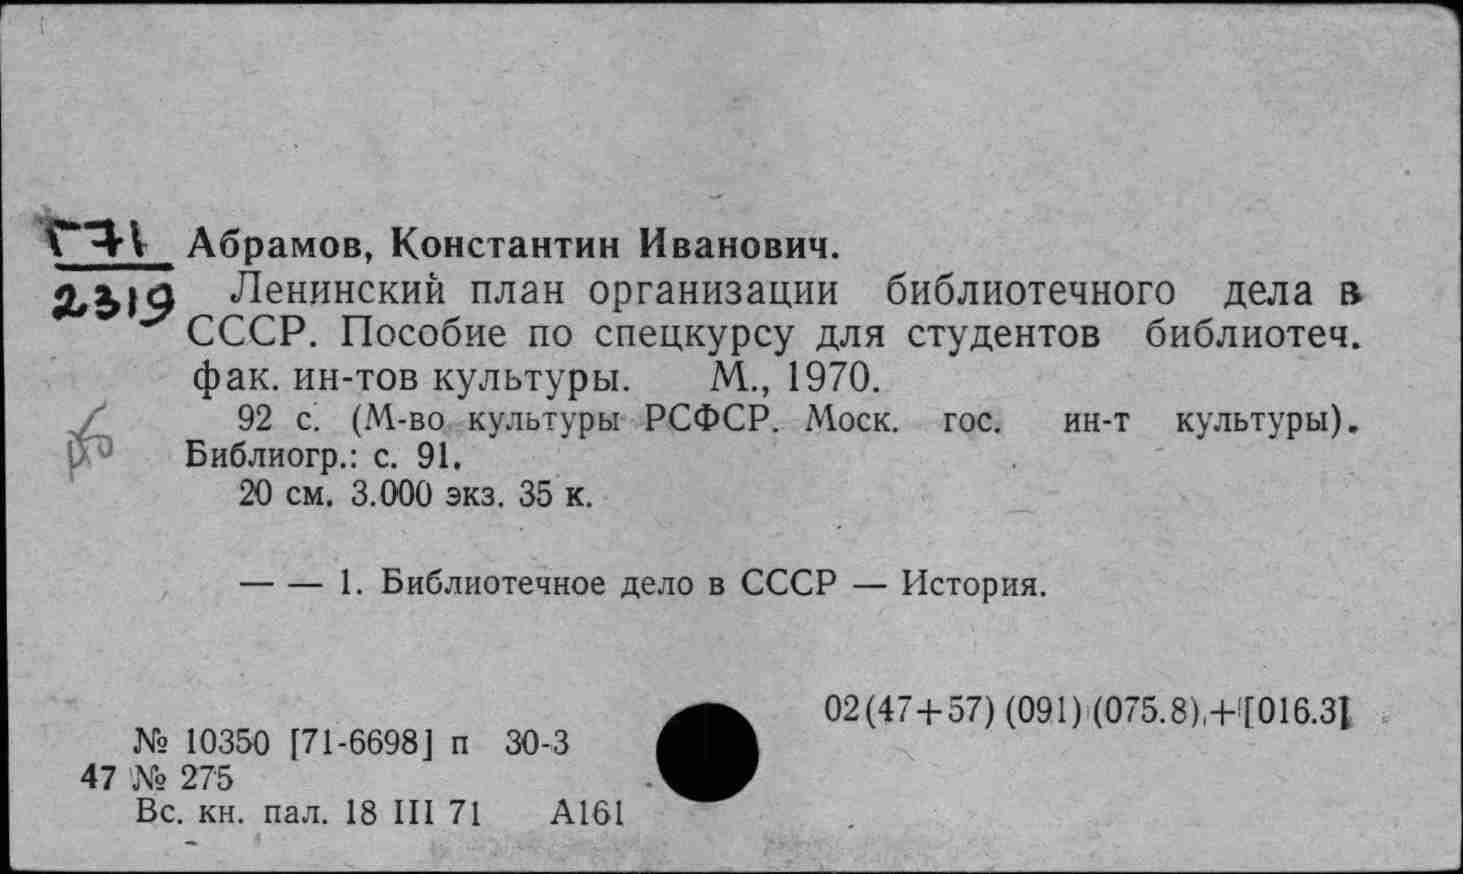 Абрамов, Константин Иванович.
2319 Ленинский план организации библиотечного дела в
СССР. Пособие по спецкурсу для студентов библиотеч.
фак. ин-тов культуры. М., 1970.
92 с. (М-во культуры РСФСР. Моск. гос. ин-т культуры).
Библиогр.: с. 91.
20 см. 3.000 экз. 35 к.
— — 1. Библиотечное дело в СССР — История.
02(47+57)(091)(075.8)+[016.3]
№ 10350 [71-6698] п 30-3
47 № 275
Вс. кн. пал. 18 III 71 А161